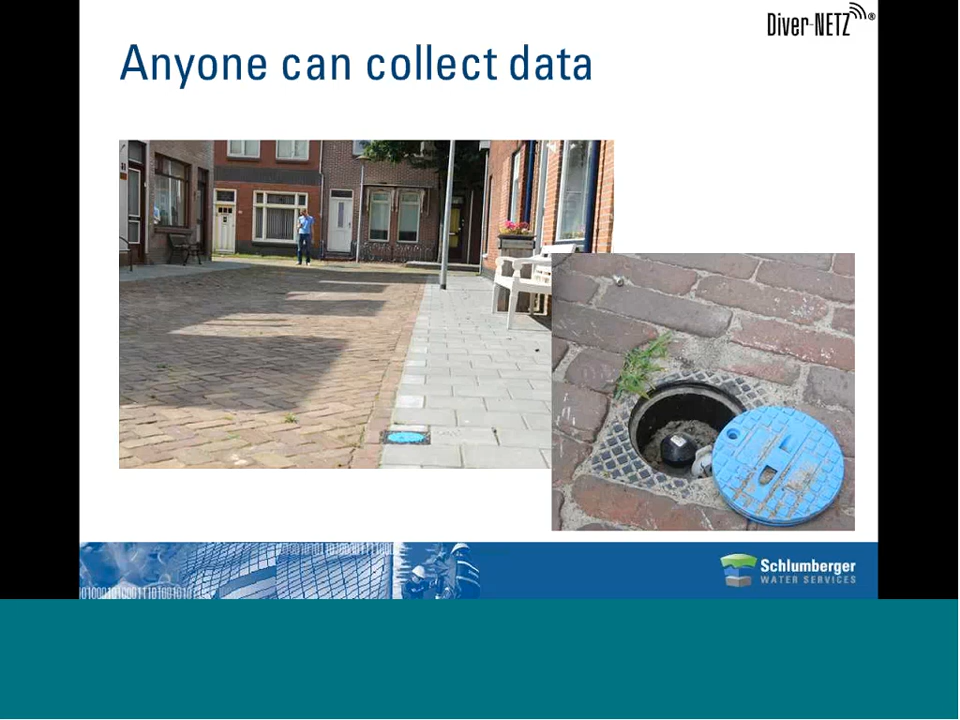 Diver-NETZ®
Anyone can collect data
Schlumberger
WATER SERVICES